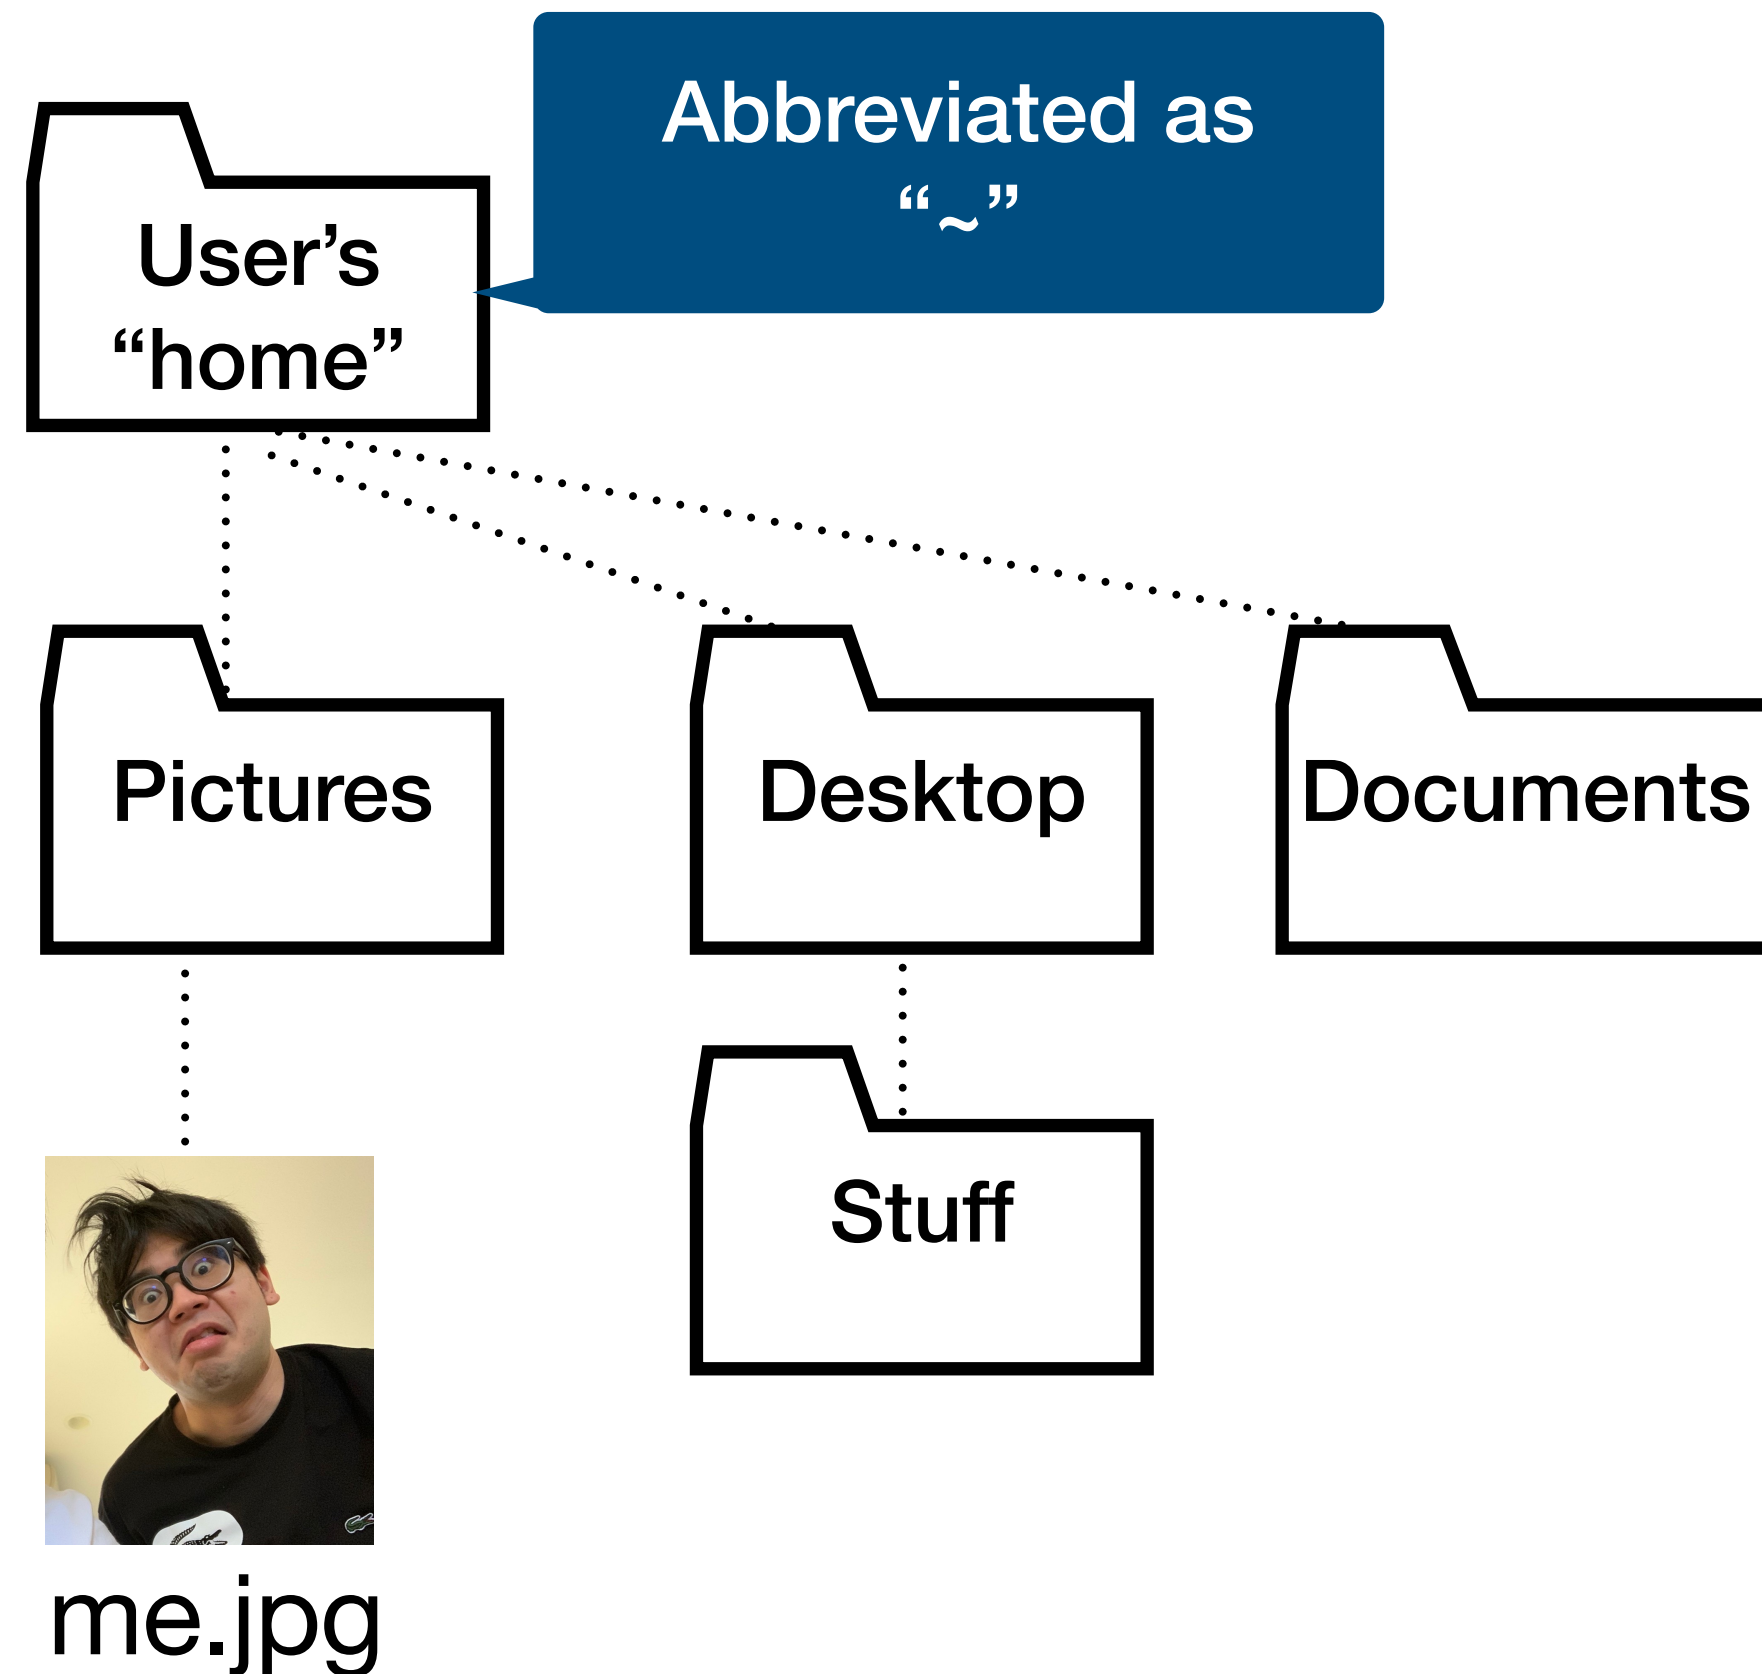 Abbreviated as
“~”
User’s
“home”
Pictures
Desktop
Documents
Stuff
me.jpg